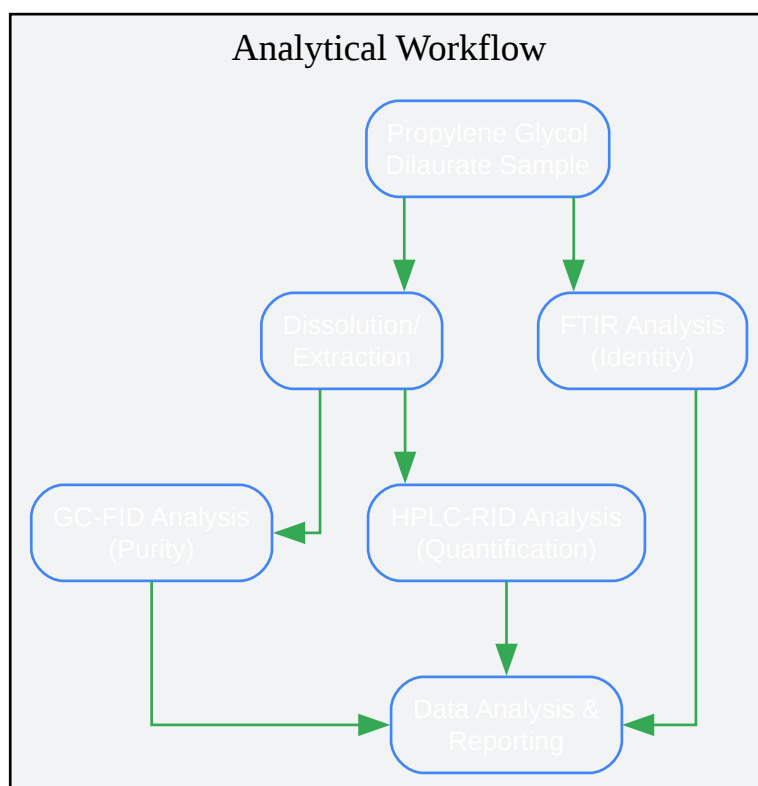 Analytical Workflow
Propylene Glycol
Dilaurate Sample
Dissolution/
Extraction
FTIR Analysis
(Identity)
GC-FID Analysis
(Purity)
HPLC-RID Analysis
(Quantification)
Data Analysis &
Reporting